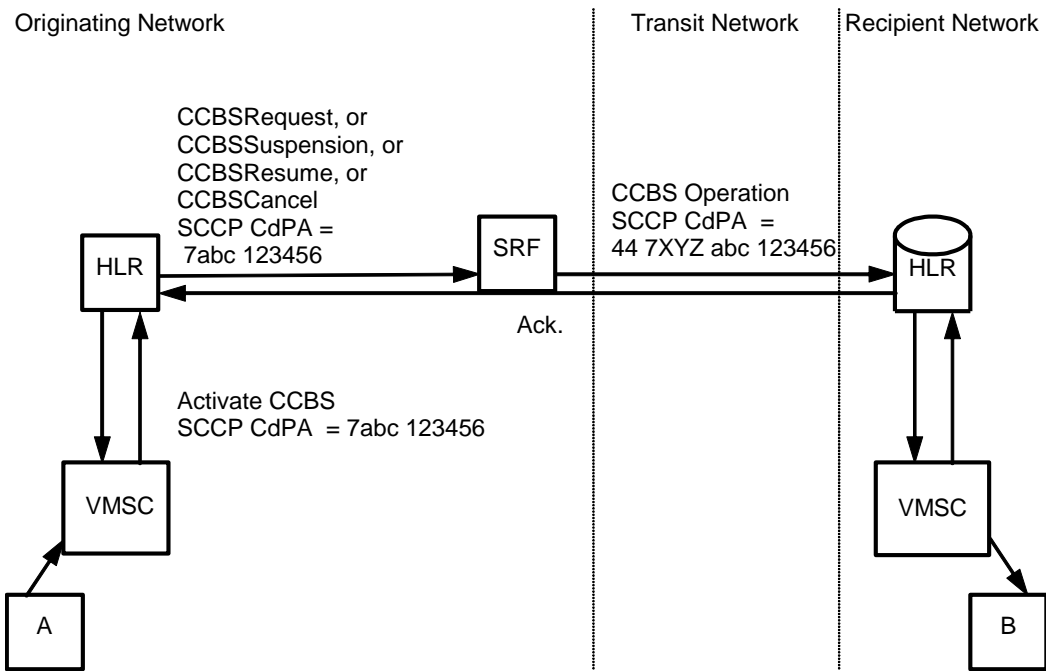 Originating Network
Transit Network
Recipient Network
CCBSRequest, or
CCBSSuspension, or
CCBSResume, or
CCBSCancel
SCCP CdPA =
7abc 123456
CCBS Operation
SCCP CdPA =
44 7XYZ abc 123456
HLR
SRF
HLR
Ack.
Activate CCBS
SCCP CdPA = 7abc 123456
VMSC
VMSC
A
B